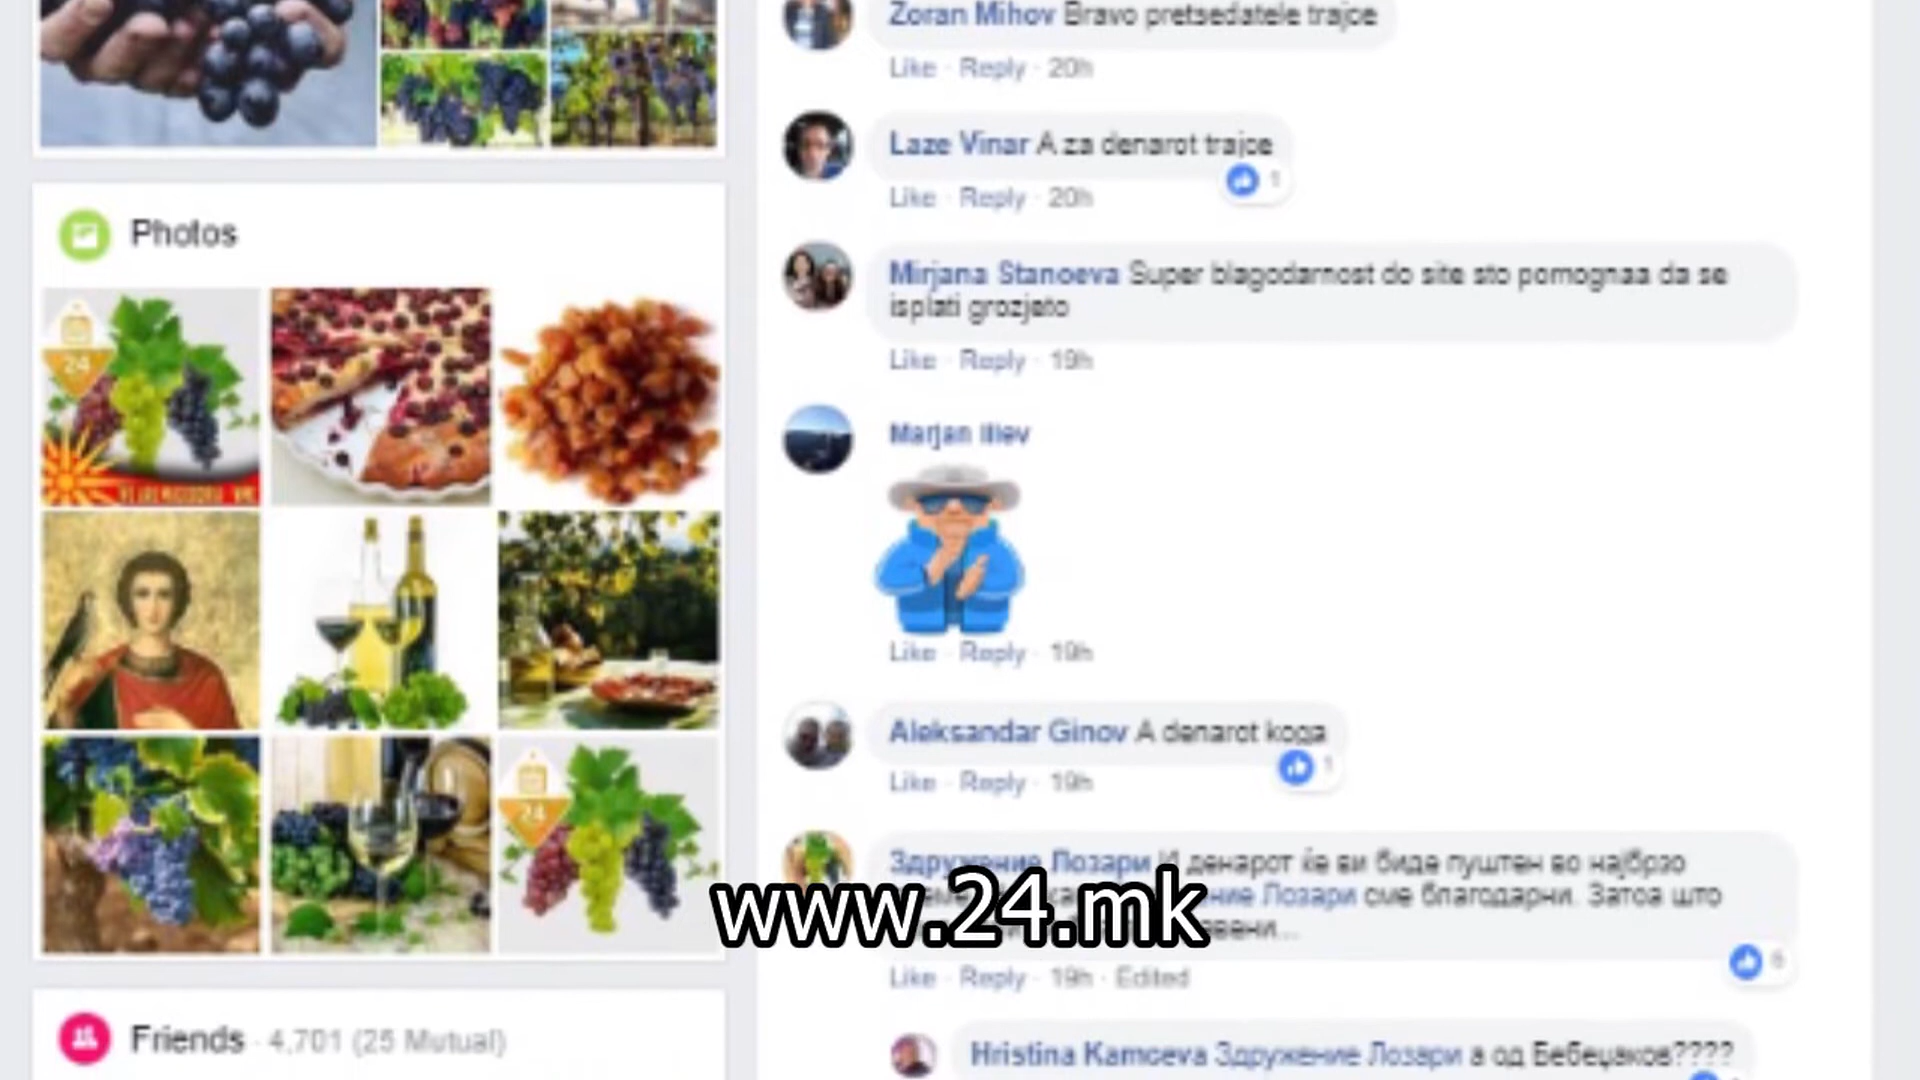 Zoran Mihov Bravo pretsedatele trajce
Like · Reply · 20h
Laze Vinar A za denarot trajce
1
Like · Reply · 20h
Photos
Mirjana Stanoeva Super blagodarnost do site sto pomognaa da se
isplati grozjeto
Like · Reply · 19h
24
Marjan Iliev
Like · Reply · 19h
Aleksandar Ginov A denarot koga
1
Like · Reply · 19h
24
Здружение Лозари И денарот ќе ви биде пуштен во најбрзо
Лозари сме благодарни. Затоа што
www.24.mk
6
Like · Reply · 19h · Edited
Friends · 4,701 (25 Mutual)
Hristina Kamceva Здружение Лозари а од Бебецаков????